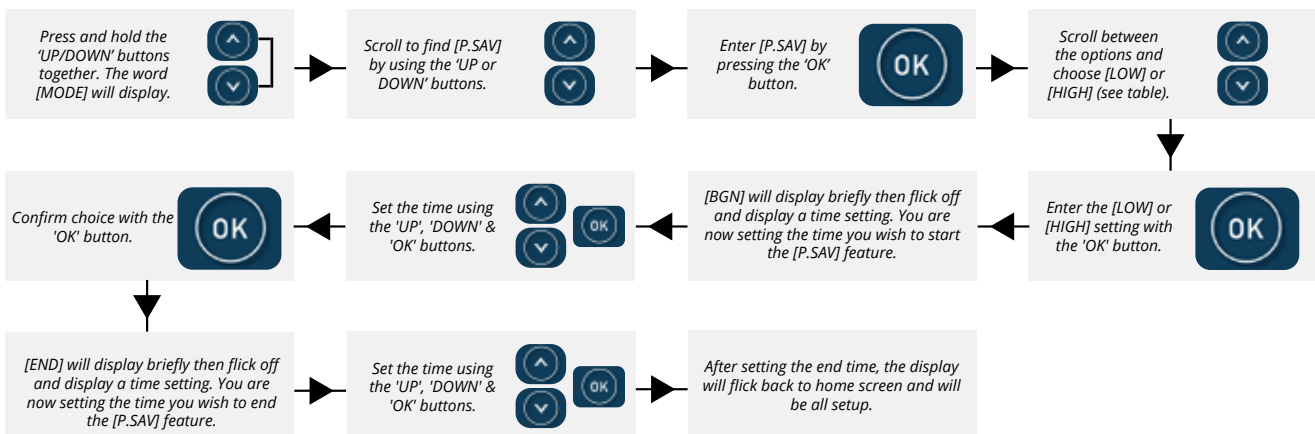 Press and hold the
‘UP/DOWN’ buttons
together. The word
[MODE] will display.
Scroll to find [P.SAV]
by using the ‘UP or
DOWN’ buttons.
Enter [P.SAV] by
pressing the ‘OK’
button.
OK
Scroll between
the options and
choose [LOW] or
[HIGH] (see table).
Enter the [LOW] or
[HIGH] setting with
the 'OK' button.
OK
[BGN] will display briefly then flick off
and display a time setting. You are
now setting the time you wish to start
the [P.SAV] feature.
Set the time using
the 'UP', 'DOWN' &
'OK' buttons.
OK
Confirm choice with the
'OK' button.
OK
[END] will display briefly then flick off
and display a time setting. You are
now setting the time you wish to end
the [P.SAV] feature.
Set the time using
the 'UP', 'DOWN' &
'OK' buttons.
OK
After setting the end time, the display
will flick back to home screen and will
be all setup.